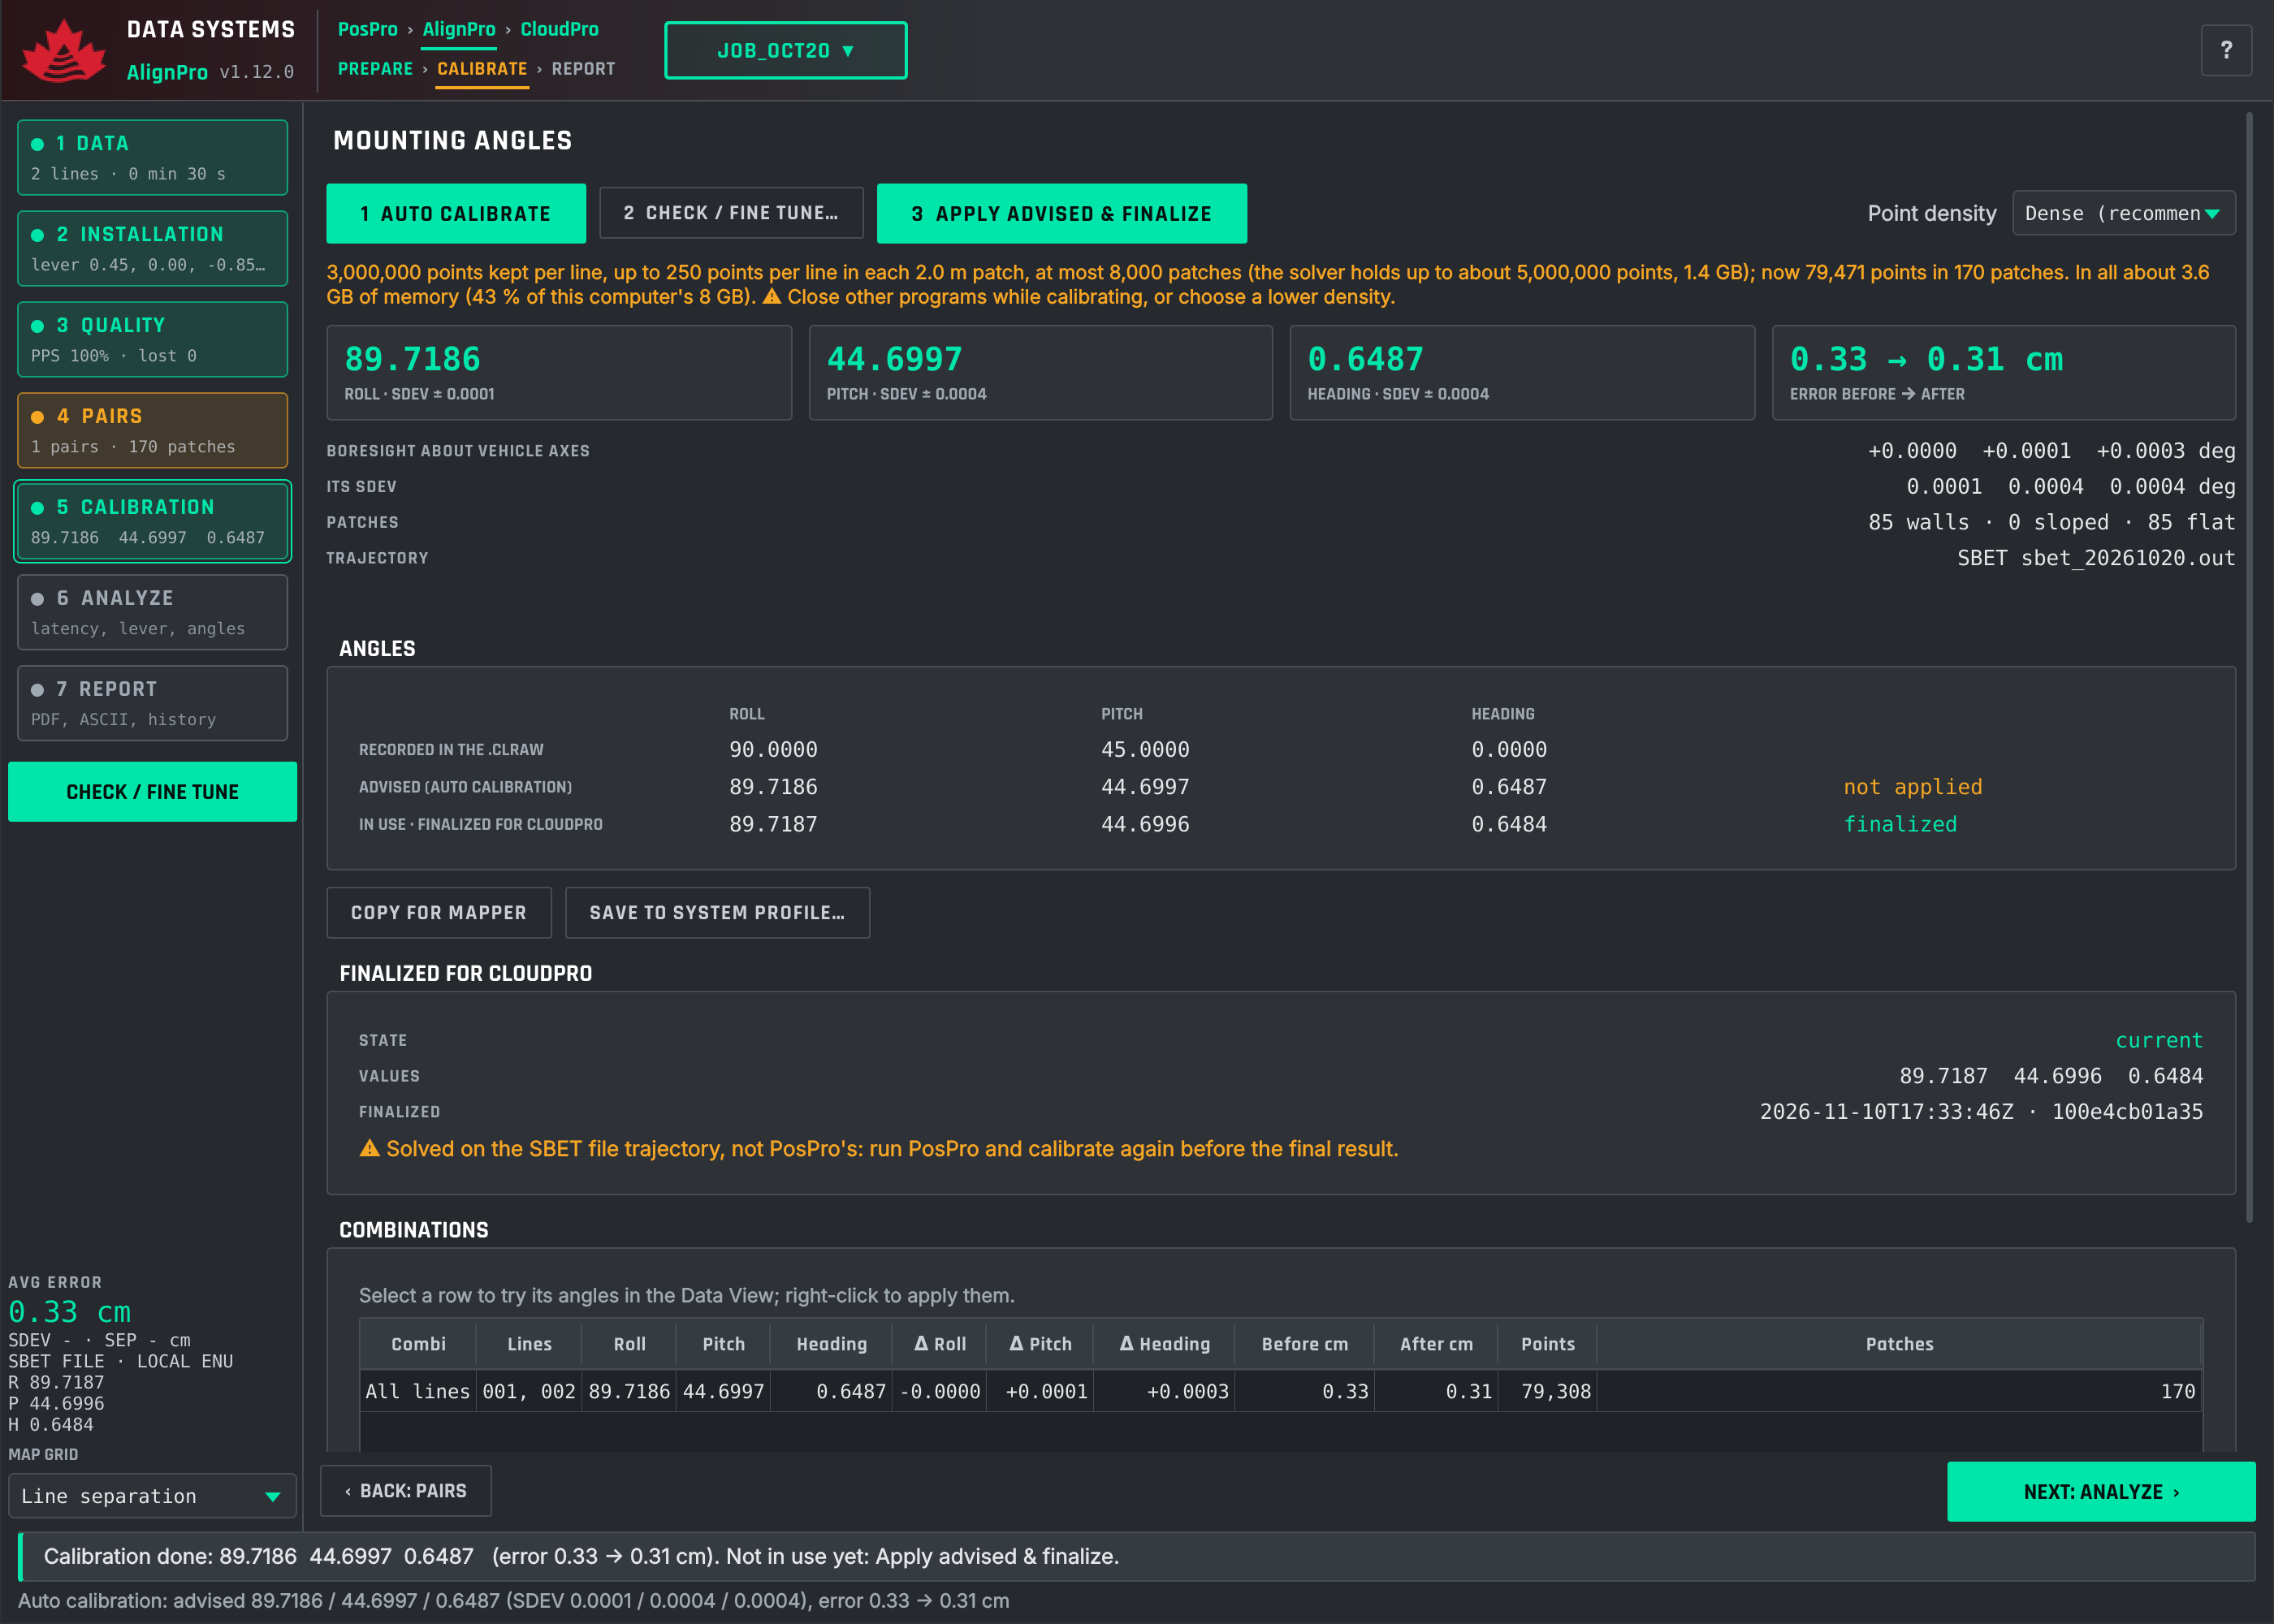 DATA SYSTEMS
AlignPro v1.12.0
PosPro › AlignPro › CloudPro
PREPARE › CALIBRATE › REPORT
JOB_OCT20 ▼
?
1 DATA
2 lines · 0 min 30 s
2 INSTALLATION
lever 0.45, 0.00, -0.85…
3 QUALITY
PPS 100% · lost 0
4 PAIRS
1 pairs · 170 patches
5 CALIBRATION
89.7186 44.6997 0.6487
6 ANALYZE
latency, lever, angles
7 REPORT
PDF, ASCII, history
CHECK / FINE TUNE
AVG ERROR
0.33 cm
SDEV - · SEP - cm
SBET FILE · LOCAL ENU
R 89.7187
P 44.6996
H 0.6484
MAP GRID
Line separation
MOUNTING ANGLES
1 AUTO CALIBRATE
2 CHECK / FINE TUNE…
3 APPLY ADVISED & FINALIZE
Point density
Dense (recommen
3,000,000 points kept per line, up to 250 points per line in each 2.0 m patch, at most 8,000 patches (the solver holds up to about 5,000,000 points, 1.4 GB); now 79,471 points in 170 patches. In all about 3.6
GB of memory (43 % of this computer's 8 GB). ⚠ Close other programs while calibrating, or choose a lower density.
89.7186
ROLL · SDEV ± 0.0001
44.6997
PITCH · SDEV ± 0.0004
0.6487
HEADING · SDEV ± 0.0004
0.33 → 0.31 cm
ERROR BEFORE → AFTER
BORESIGHT ABOUT VEHICLE AXES +0.0000 +0.0001 +0.0003 deg
ITS SDEV 0.0001 0.0004 0.0004 deg
PATCHES 85 walls · 0 sloped · 85 flat
TRAJECTORY SBET sbet_20261020.out
ANGLES
ROLL PITCH HEADING
RECORDED IN THE .CLRAW 90.0000 45.0000 0.0000
ADVISED (AUTO CALIBRATION) 89.7186 44.6997 0.6487 not applied
IN USE · FINALIZED FOR CLOUDPRO 89.7187 44.6996 0.6484 finalized
COPY FOR MAPPER
SAVE TO SYSTEM PROFILE…
FINALIZED FOR CLOUDPRO
STATE current
VALUES 89.7187 44.6996 0.6484
FINALIZED 2026-11-10T17:33:46Z · 100e4cb01a35
⚠ Solved on the SBET file trajectory, not PosPro's: run PosPro and calibrate again before the final result.
COMBINATIONS
Select a row to try its angles in the Data View; right-click to apply them.
Combi Lines Roll Pitch Heading Δ Roll Δ Pitch Δ Heading Before cm After cm Points Patches
All lines 001, 002 89.7186 44.6997 0.6487 -0.0000 +0.0001 +0.0003 0.33 0.31 79,308 170
‹ BACK: PAIRS
NEXT: ANALYZE ›
Calibration done: 89.7186 44.6997 0.6487 (error 0.33 → 0.31 cm). Not in use yet: Apply advised & finalize.
Auto calibration: advised 89.7186 / 44.6997 / 0.6487 (SDEV 0.0001 / 0.0004 / 0.0004), error 0.33 → 0.31 cm